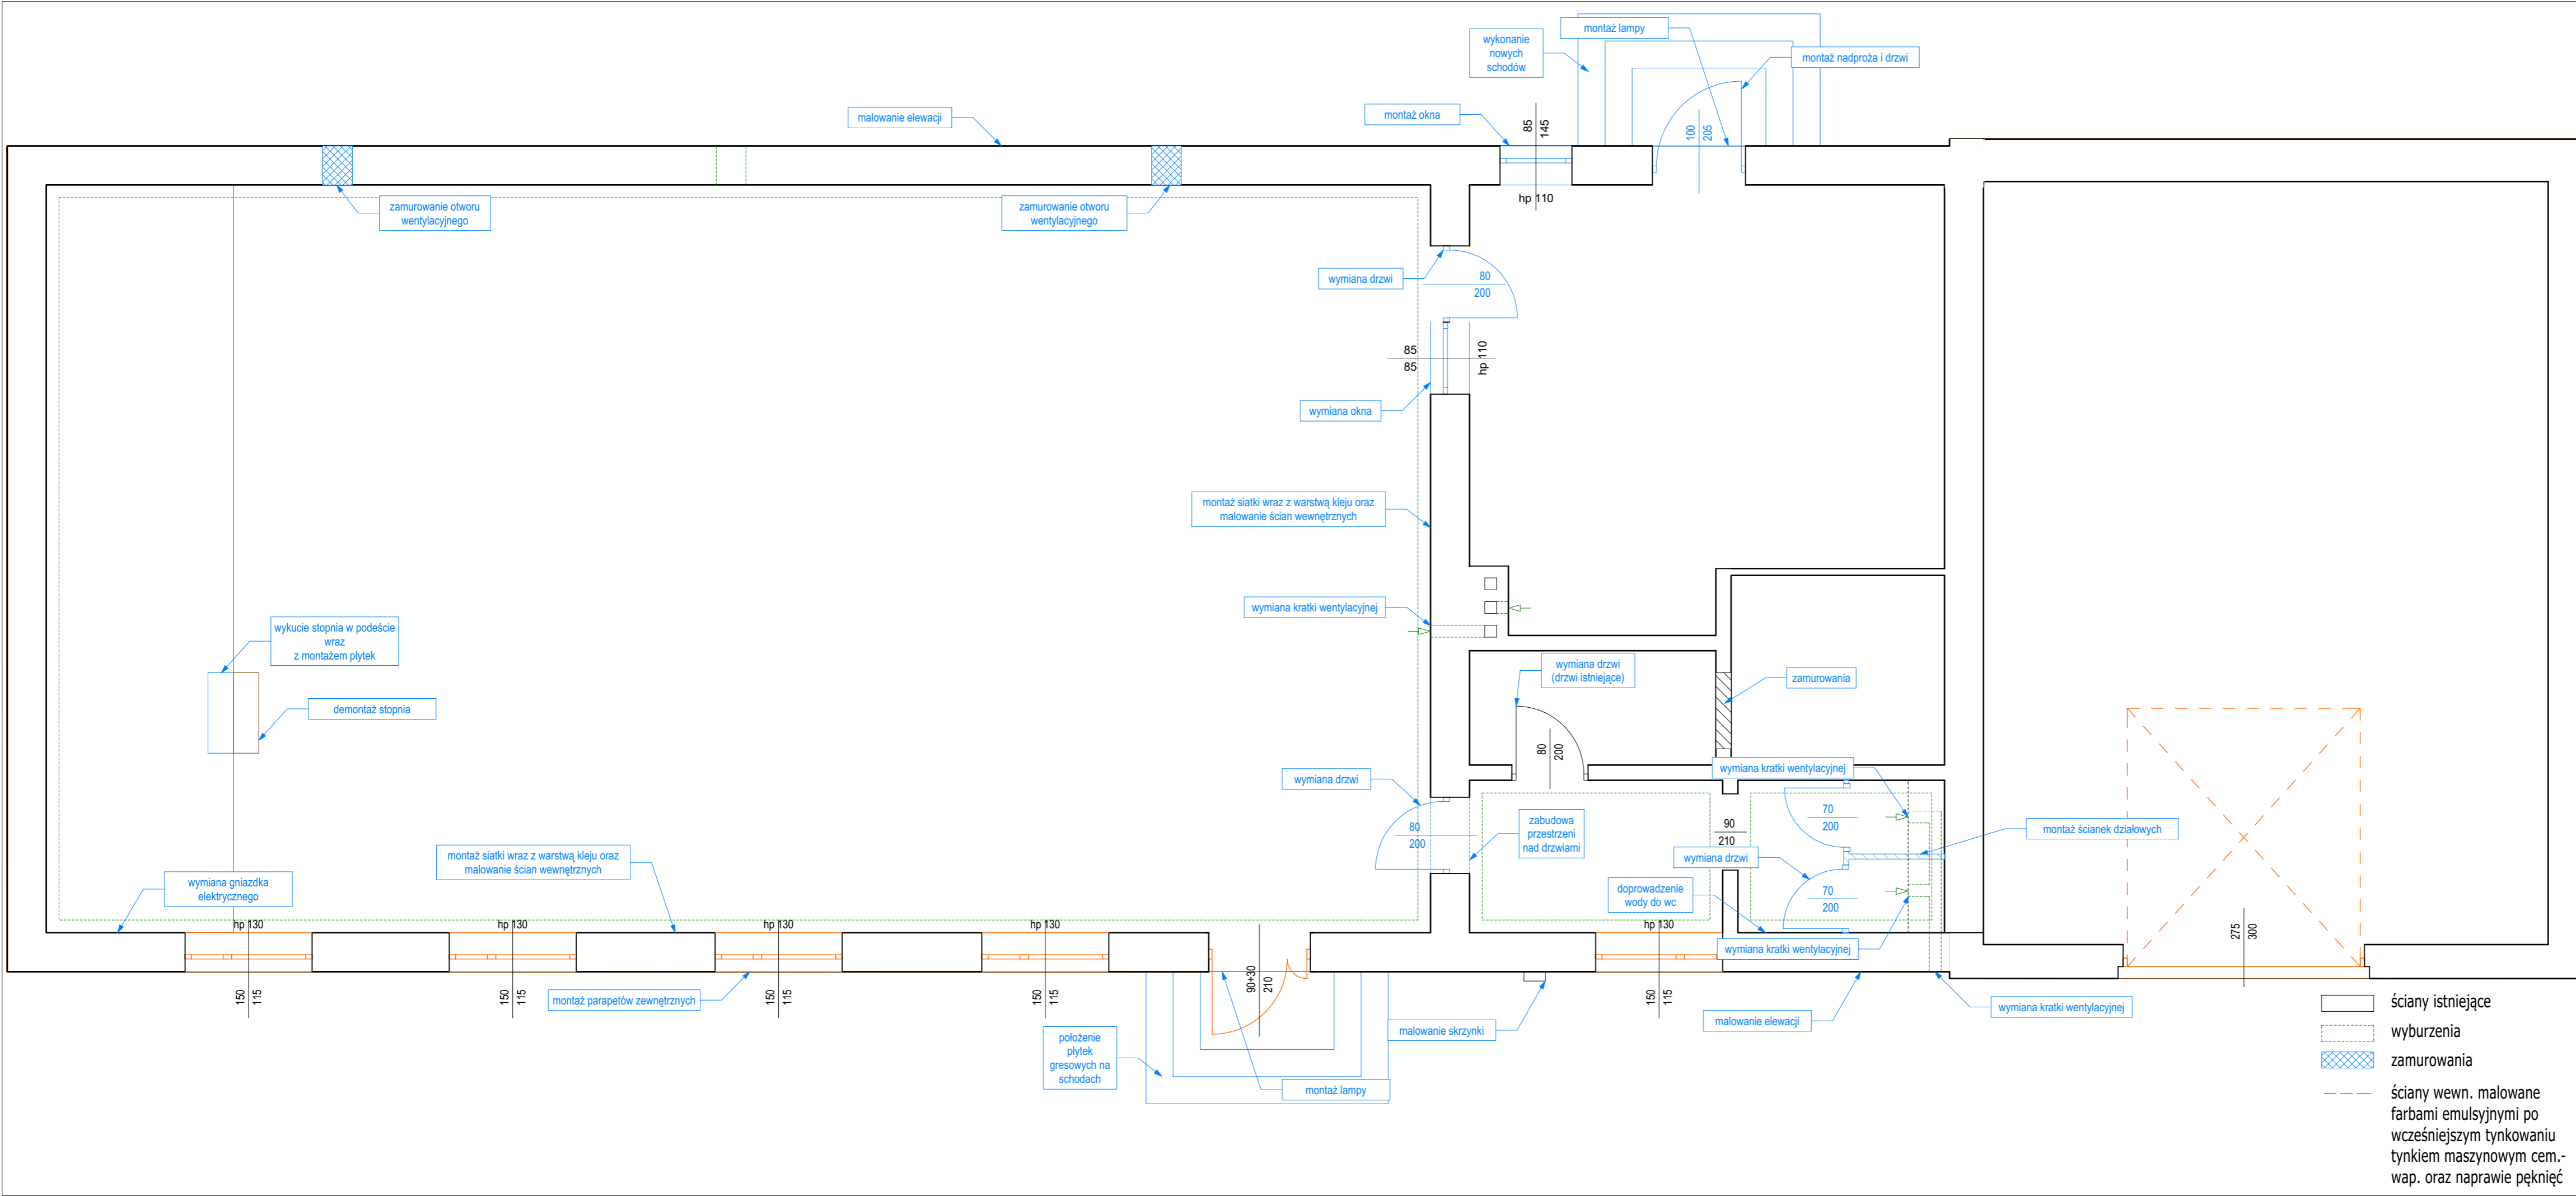 montaż lampy
wykonanie
nowych
schodów
montaż nadproża i drzwi
malowanie elewacji
montaż okna
85
145
100
205
hp 110
zamurowanie otworu
wentylacyjnego
zamurowanie otworu
wentylacyjnego
wymiana drzwi
80
200
85
85
hp 110
wymiana okna
montaż siatki wraz z warstwą kleju oraz
malowanie ścian wewnętrznych
wymiana kratki wentylacyjnej
wykucie stopnia w podeście
wraz
z montażem płytek
demontaż stopnia
wymiana drzwi
(drzwi istniejące)
zamurowania
80
200
wymiana drzwi
80
200
zabudowa
przestrzeni
nad drzwiami
wymiana kratki wentylacyjnej
70
200
90
210
montaż ścianek działowych
wymiana drzwi
70
200
doprowadzenie
wody do wc
wymiana kratki wentylacyjnej
montaż siatki wraz z warstwą kleju oraz
malowanie ścian wewnętrznych
wymiana gniazdka
elektrycznego
hp 130
hp 130
hp 130
hp 130
hp 130
150
115
150
115
150
115
150
115
90+30
210
150
115
275
300
montaż parapetów zewnętrznych
położenie
płytek
gresowych na
schodach
montaż lampy
malowanie skrzynki
malowanie elewacji
wymiana kratki wentylacyjnej
ściany istniejące
wyburzenia
zamurowania
ściany wewn. malowane
farbami emulsyjnymi po
wcześniejszym tynkowaniu
tynkiem maszynowym cem.-
wap. oraz naprawie pęknięć